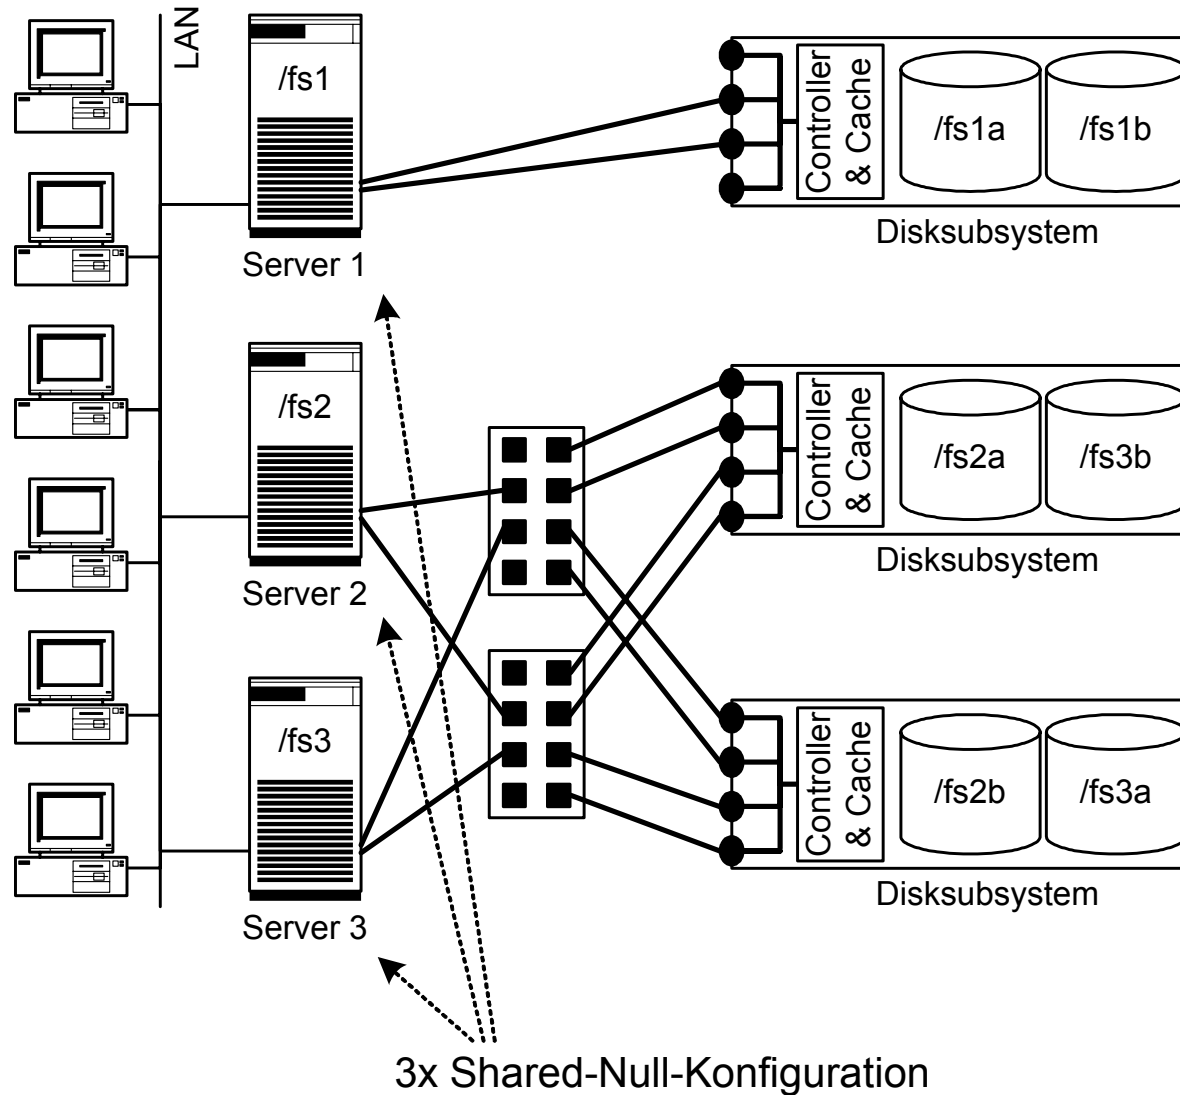 LAN
/fs1
Server 1
Controller
& Cache
/fs1a
/fs1b
Disksubsystem
/fs2
Server 2
Controller
& Cache
/fs2a
/fs3b
Disksubsystem
/fs3
Server 3
Controller
& Cache
/fs2b
/fs3a
Disksubsystem
3x Shared-Null-Konfiguration